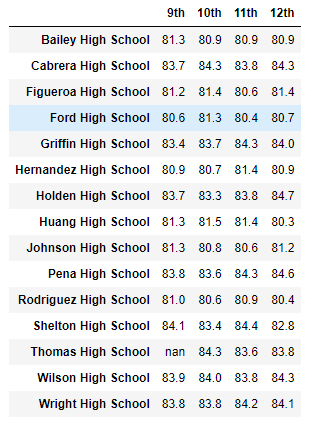 9th 10th 11th 12th
Bailey High School 81.3 80.9 80.9 80.9
Cabrera High School 83.7 84.3 83.8 84.3
Figueroa High School 81.2 81.4 80.6 81.4
Ford High School 80.6 81.3 80.4 80.7
Griffin High School 83.4 83.7 84.3 84.0
Hernandez High School 80.9 80.7 81.4 80.9
Holden High School 83.7 83.3 83.8 84.7
Huang High School 81.3 81.5 81.4 80.3
Johnson High School 81.3 80.8 80.6 81.2
Pena High School 83.8 83.6 84.3 84.6
Rodriguez High School 81.0 80.6 80.9 80.4
Shelton High School 84.1 83.4 84.4 82.8
Thomas High School nan 84.3 83.6 83.8
Wilson High School 83.9 84.0 83.8 84.3
Wright High School 83.8 83.8 84.2 84.1